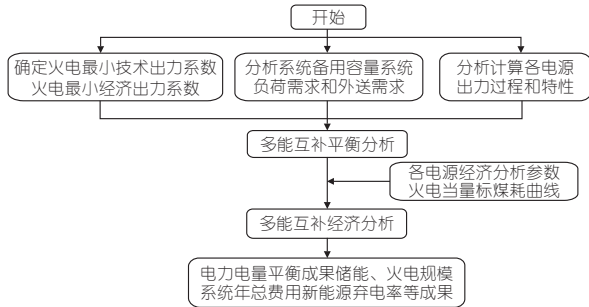 开始
确定火电最小技术出力系数
火电最小经济出力系数
分析系统备用容量系统
负荷需求和外送需求
分析计算各电源
出力过程和特性
多能互补平衡分析
各电源经济分析参数
火电当量标煤耗曲线
多能互补经济分析
电力电量平衡成果储能、火电规模
系统年总费用新能源弃电率等成果